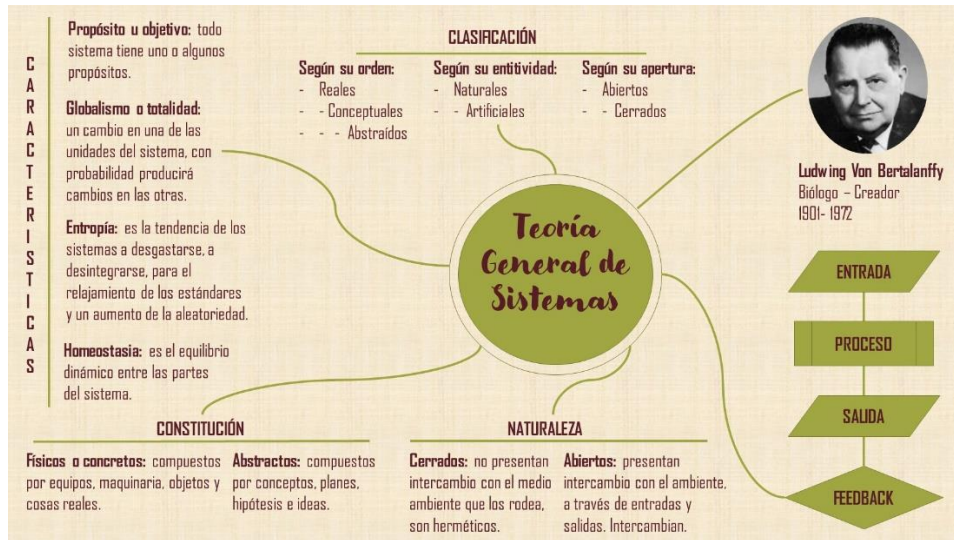 CARACTERISTICAS
Propósito u objetivo: todo
sistema tiene uno o algunos
propósitos.
Globalismo o totalidad:
un cambio en una de las
unidades del sistema, con
probabilidad producirá
cambios en las otras.
Entropía: es la tendencia de los
sistemas a desgastarse, a
desintegrarse, para el
relajamiento de los estándares
y un aumento de la aleatoriedad.
Homeostasia: es el equilibrio
dinámico entre las partes
del sistema.
CLASIFICACIÓN
Según su orden:
- Reales
- - Conceptuales
- - - Abstraídos
Según su entitividad:
- Naturales
- - Artificiales
Según su apertura:
- Abiertos
- - Cerrados
Ludwing Von Bertalanffy
Biólogo – Creador
1901- 1972
Teoría
General de
Sistemas
ENTRADA
PROCESO
SALIDA
FEEDBACK
CONSTITUCIÓN
Físicos o concretos: compuestos
por equipos, maquinaria, objetos y
cosas reales.
Abstractos: compuestos
por conceptos, planes,
hipótesis e ideas.
NATURALEZA
Cerrados: no presentan
intercambio con el medio
ambiente que los rodea,
son herméticos.
Abiertos: presentan
intercambio con el ambiente,
a través de entradas y
salidas. Intercambian.